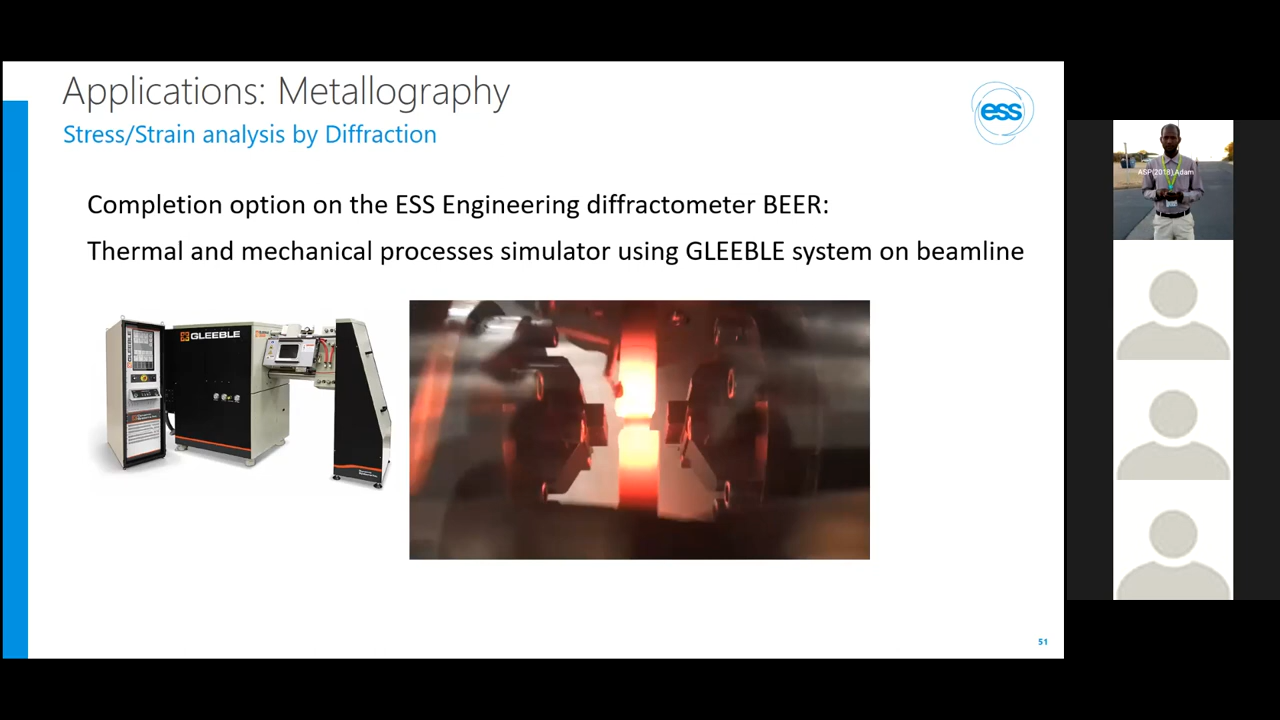 Applications: Metallography
Stress/Strain analysis by Diffraction
ess
Completion option on the ESS Engineering diffractometer BEER:
Thermal and mechanical processes simulator using GLEEBLE system on beamline
GLEEBLE
GLEEBLE
51
ASP(2018) Adam